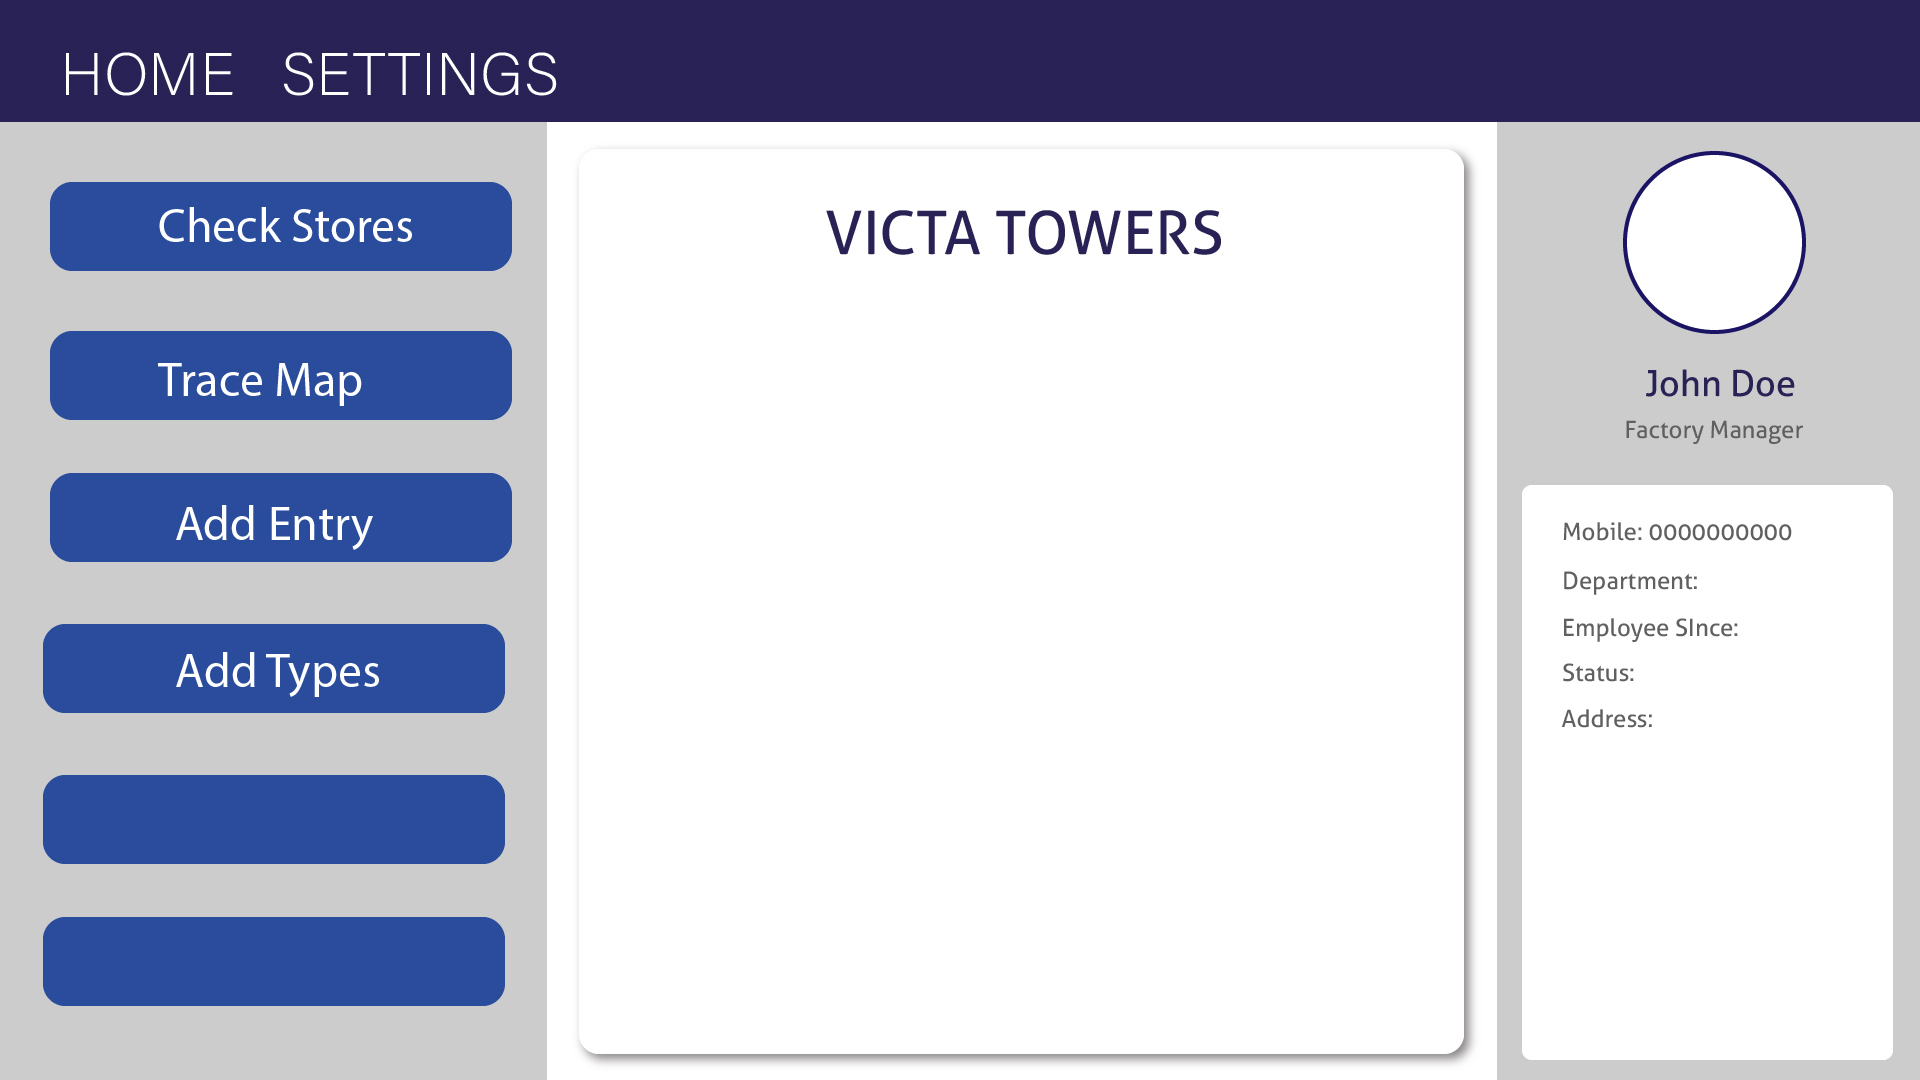 HOME SETTINGS
Check Stores
Trace Map
Add Entry
Add Types
VICTA TOWERS
John Doe
Factory Manager
Mobile: 0000000000
Department:
Employee SInce:
Status:
Address: